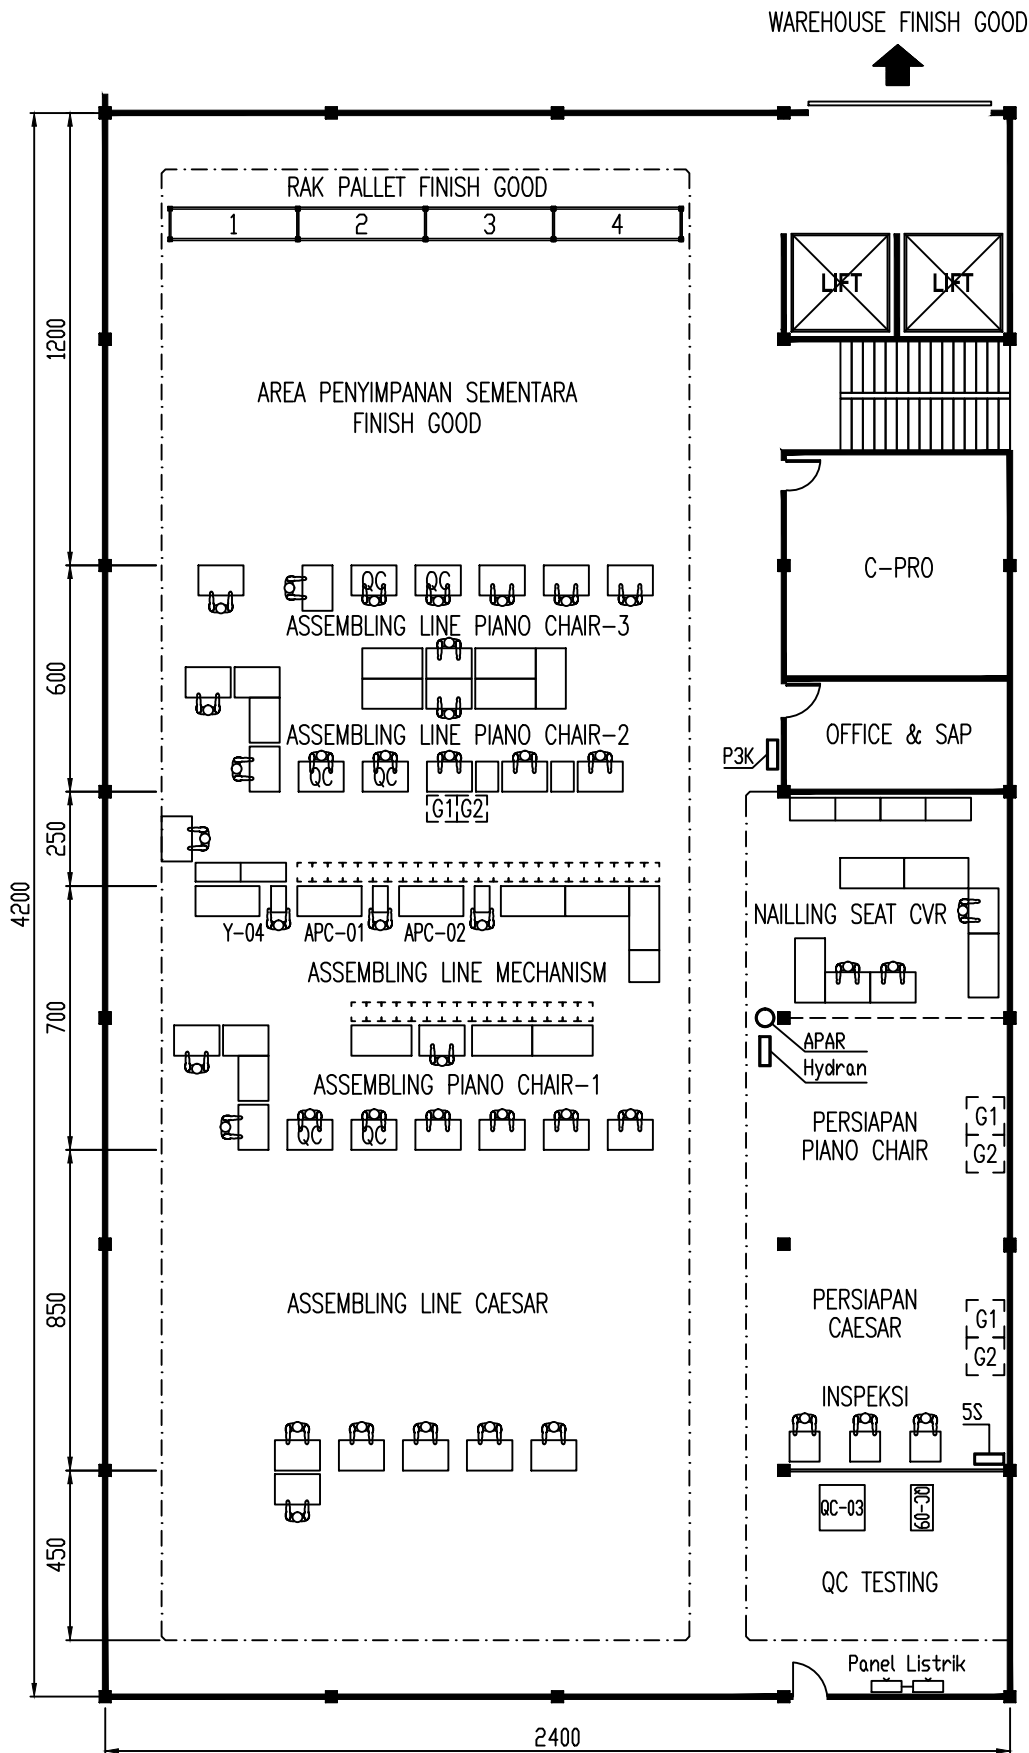 WAREHOUSE FINISH GOOD
RAK PALLET FINISH GOOD
1 2 3 4
LIFT LIFT
1200
AREA PENYIMPANAN SEMENTARA
FINISH GOOD
QC QC
C-PRO
ASSEMBLING LINE PIANO CHAIR-3
600
ASSEMBLING LINE PIANO CHAIR-2
OFFICE & SAP
P3K
QC QC
G1 G2
250
4200
Y-04 APC-01 APC-02
NAILLING SEAT CVR
ASSEMBLING LINE MECHANISM
700
APAR
Hydran
ASSEMBLING PIANO CHAIR-1
QC QC
PERSIAPAN
PIANO CHAIR
G1
G2
850
ASSEMBLING LINE CAESAR
PERSIAPAN
CAESAR
G1
G2
INSPEKSI
5S
450
QC-03 QC-09
QC TESTING
Panel Listrik
2400